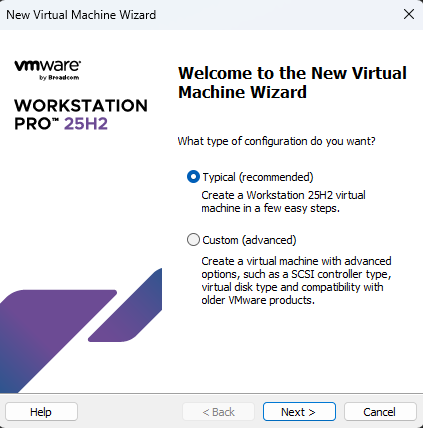 New Virtual Machine Wizard
vmware®
by Broadcom
WORKSTATION
PRO™ 25H2
Welcome to the New Virtual
Machine Wizard
What type of configuration do you want?
Typical (recommended)
Create a Workstation 25H2 virtual
machine in a few easy steps.
Custom (advanced)
Create a virtual machine with advanced
options, such as a SCSI controller type,
virtual disk type and compatibility with
older VMware products.
Help
< Back
Next >
Cancel